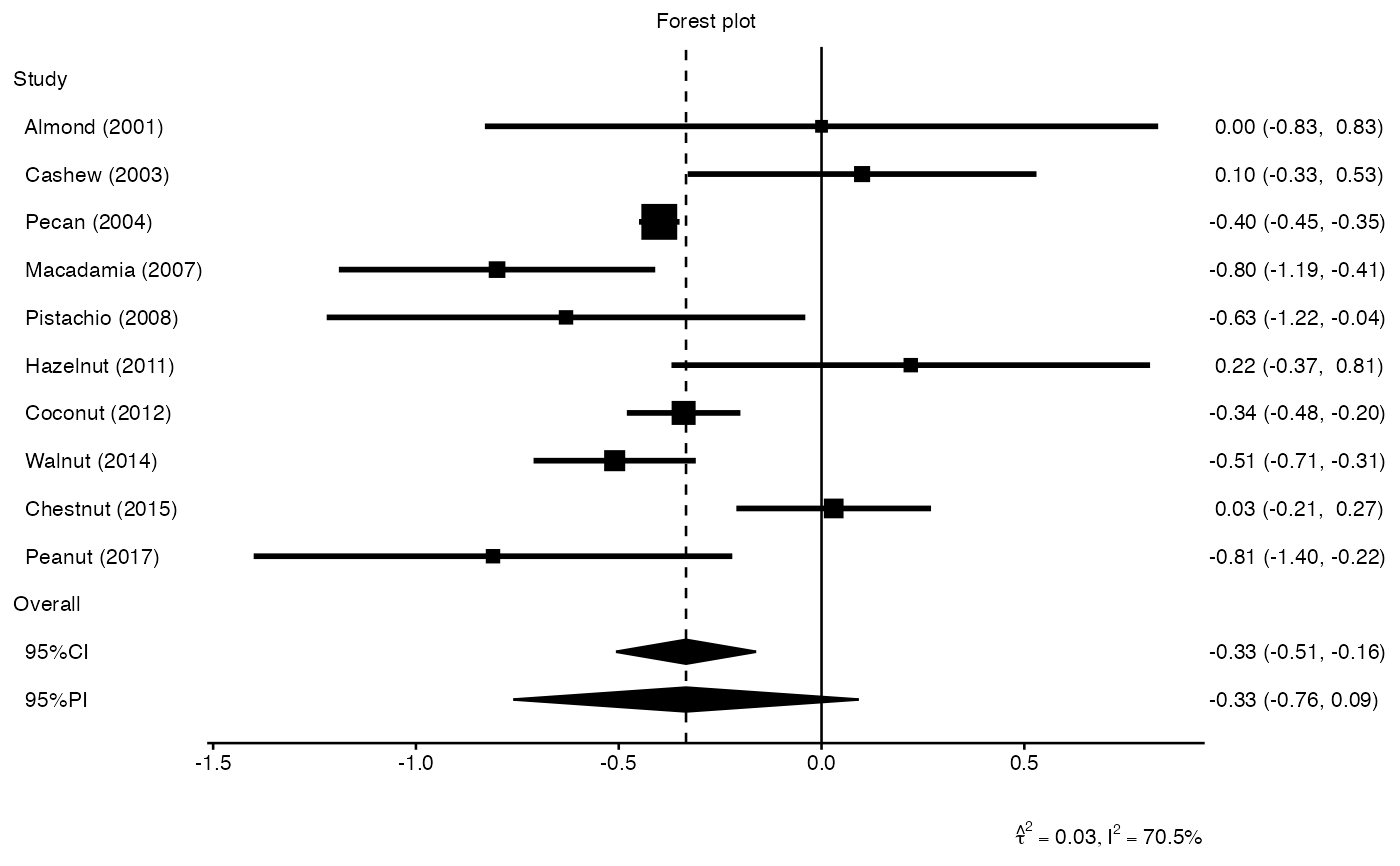 Forest plot
Study
Almond (2001) 0.00 (-0.83, 0.83)
Cashew (2003) 0.10 (-0.33, 0.53)
Pecan (2004) -0.40 (-0.45, -0.35)
Macadamia (2007) -0.80 (-1.19, -0.41)
Pistachio (2008) -0.63 (-1.22, -0.04)
Hazelnut (2011) 0.22 (-0.37, 0.81)
Coconut (2012) -0.34 (-0.48, -0.20)
Walnut (2014) -0.51 (-0.71, -0.31)
Chestnut (2015) 0.03 (-0.21, 0.27)
Peanut (2017) -0.81 (-1.40, -0.22)
Overall
95%CI -0.33 (-0.51, -0.16)
95%PI -0.33 (-0.76, 0.09)
-1.5 -1.0 -0.5 0.0 0.5
τ̂² = 0.03, I² = 70.5%